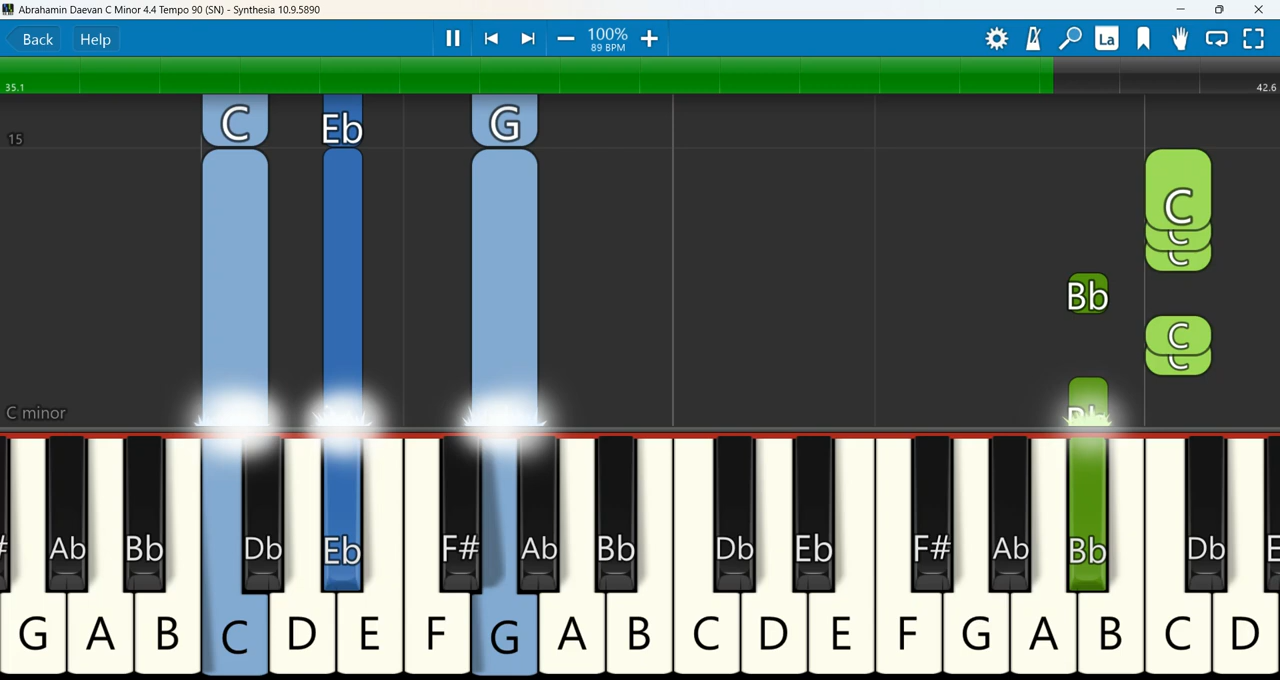 Abrahamin Daevan C Minor 4.4 Tempo 90 (SN) - Synthesia 10.9.5890
Back Help 100% La
89 BPM
35.1 42.6
C Eb G
15
C
C
C
Bb
C
C
C minor
Bb
# Ab Bb Db Eb F# Ab Bb Db Eb F# Ab Bb Db E
G A B C D E F G A B C D E F G A B C D